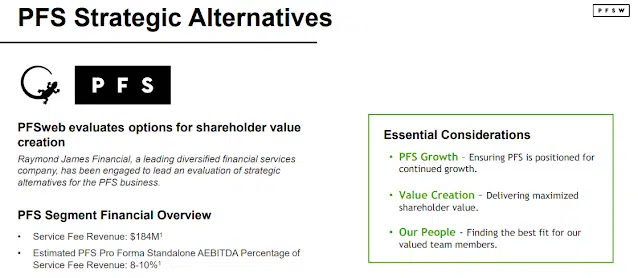 PFS Strategic Alternatives
PFSW
PFS
PFSweb evaluates options for shareholder value
creation
Raymond James Financial, a leading diversified financial services
company, has been engaged to lead an evaluation of strategic
alternatives for the PFS business.
PFS Segment Financial Overview
• Service Fee Revenue: $184M¹
• Estimated PFS Pro Forma Standalone AEBITDA Percentage of
Service Fee Revenue: 8-10%¹
Essential Considerations
• PFS Growth – Ensuring PFS is positioned for
continued growth.
• Value Creation – Delivering maximized
shareholder value.
• Our People - Finding the best fit for our
valued team members.